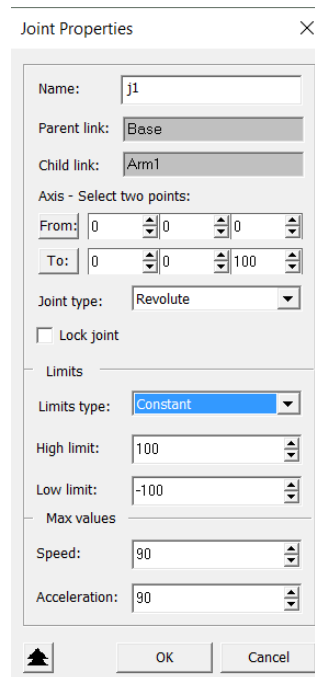 Joint Properties
Name: j1
Parent link: Base
Child link: Arm1
Axis - Select two points:
From: 0 0 0
To: 0 0 100
Joint type: Revolute
Lock joint
Limits
Limits type: Constant
High limit: 100
Low limit: -100
Max values
Speed: 90
Acceleration: 90
OK Cancel